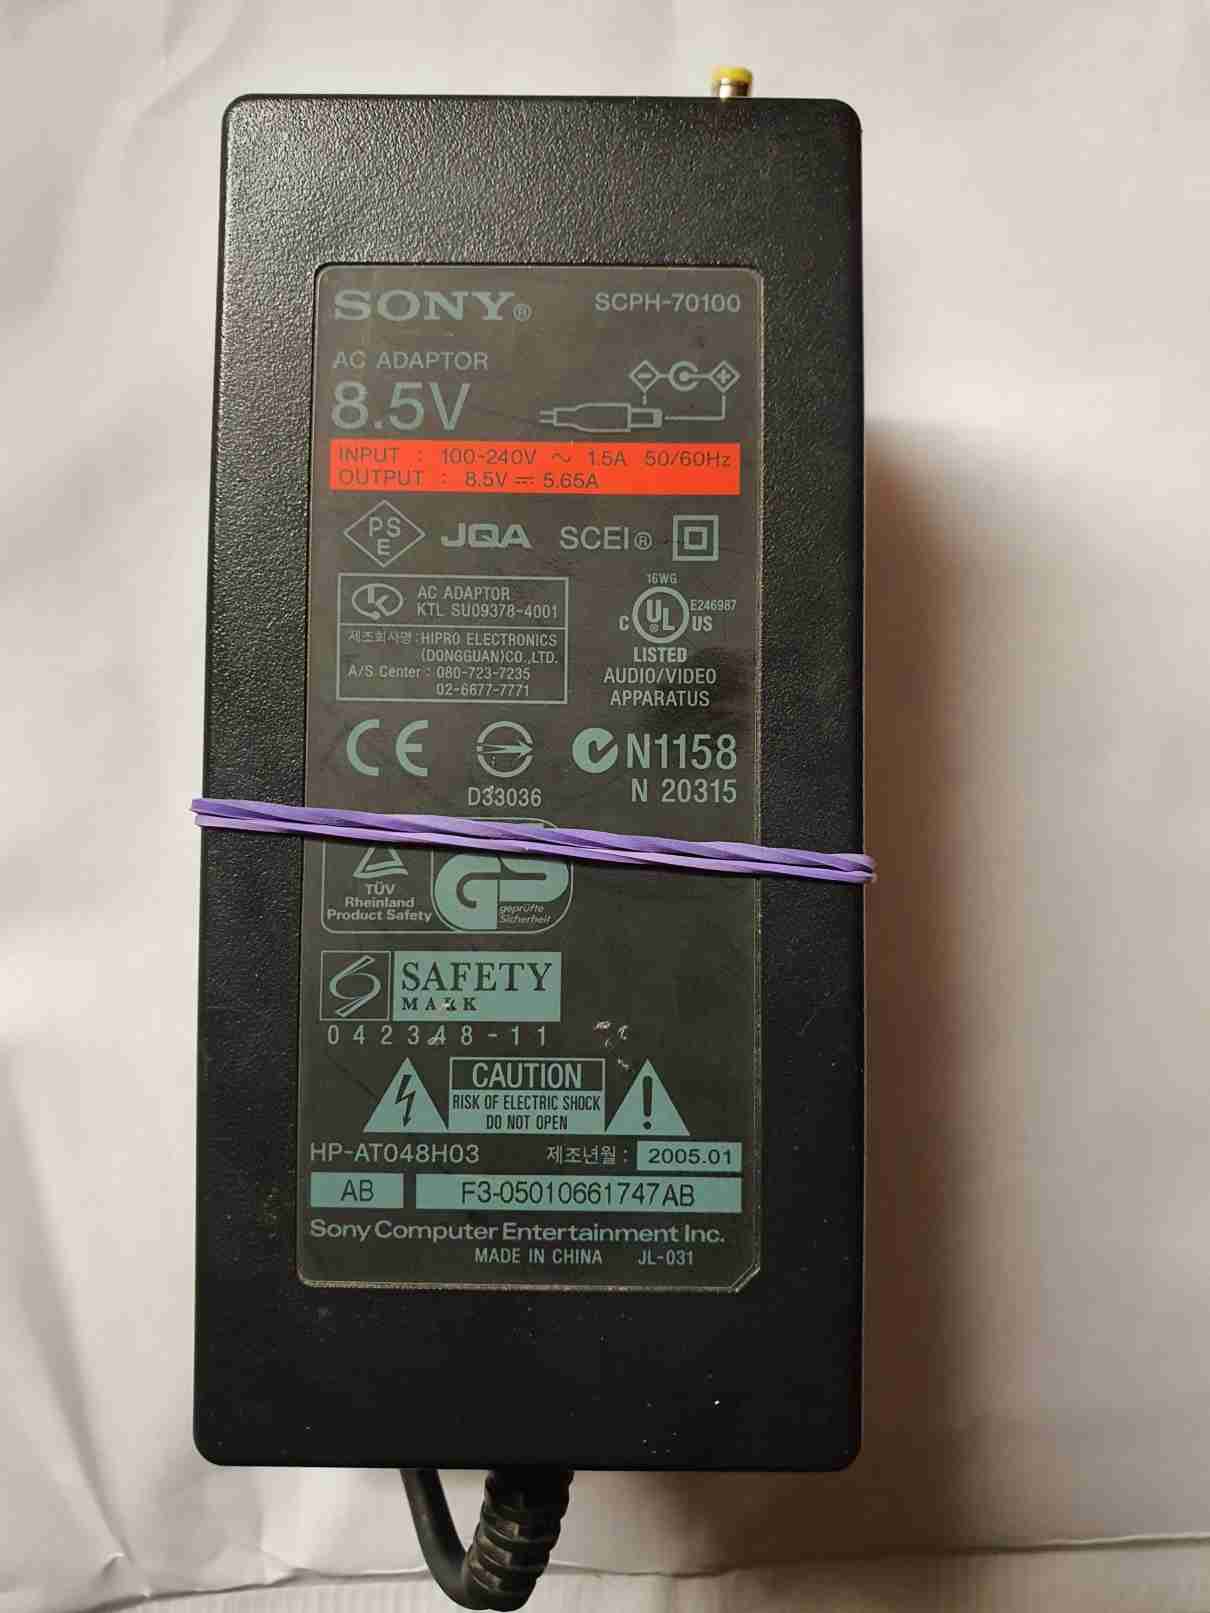 SONY® SCPH-70100
AC ADAPTOR
8.5V
INPUT : 100-240V ~ 1.5A 50/60Hz
OUTPUT : 8.5V ⎓ 5.65A
PS E JQA SCEI®
16WG
AC ADAPTOR
KTL SU09378-4001
C UL® US E246987
제조회사명 : HIPRO ELECTRONICS
(DONGGUAN)CO.,LTD.
A/S Center : 080-723-7235
02-6677-7771
LISTED
AUDIO/VIDEO
APPARATUS
CE N1158
D33036 N 20315
TÜV
Rheinland
Product Safety
GS
geprüfte
Sicherheit
SAFETY
MARK
042348-11
CAUTION
RISK OF ELECTRIC SHOCK
DO NOT OPEN
HP-AT048H03 제조년월 : 2005.01
AB F3-05010661747AB
Sony Computer Entertainment Inc.
MADE IN CHINA JL-031